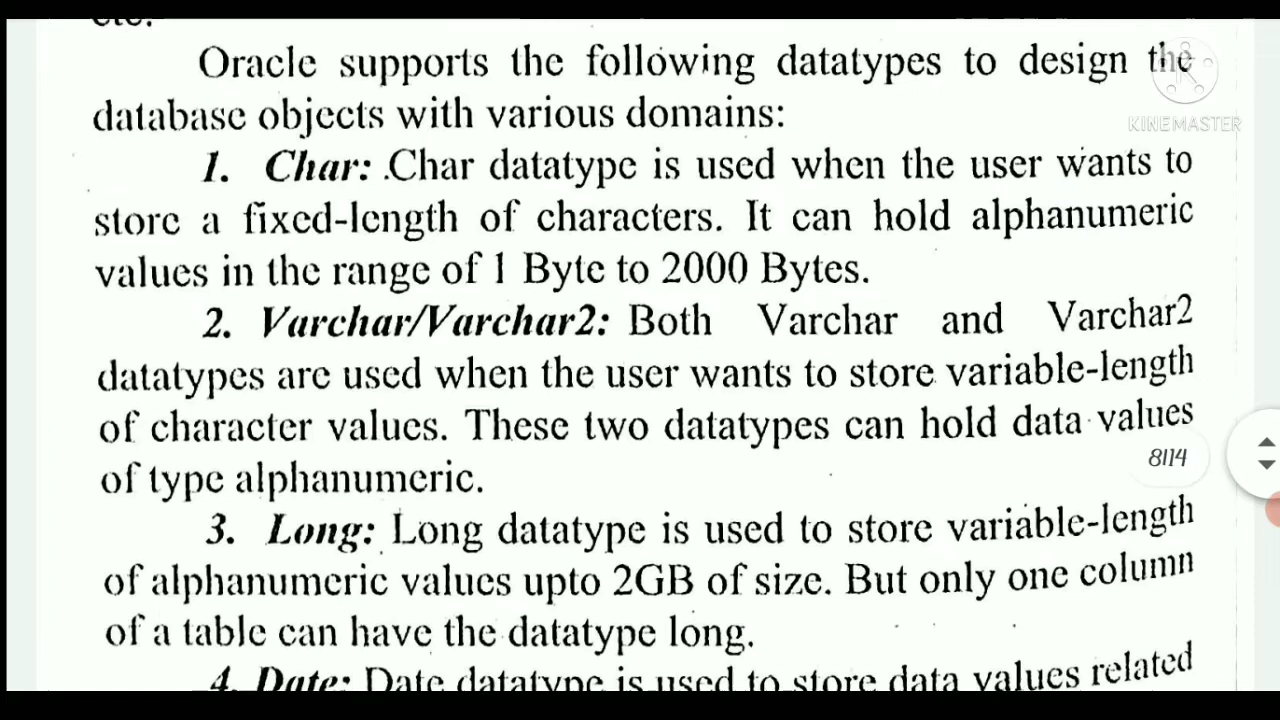 etc.
Oracle supports the following datatypes to design the
database objects with various domains:
KINEMASTER
1. Char: Char datatype is used when the user wants to
store a fixed-length of characters. It can hold alphanumeric
values in the range of 1 Byte to 2000 Bytes.
2. Varchar/Varchar2: Both Varchar and Varchar2
datatypes are used when the user wants to store variable-length
of character values. These two datatypes can hold data values
of type alphanumeric.
8114
3. Long: Long datatype is used to store variable-length
of alphanumeric values upto 2GB of size. But only one column
of a table can have the datatype long.
4. Date: Date datatype is used to store data values related